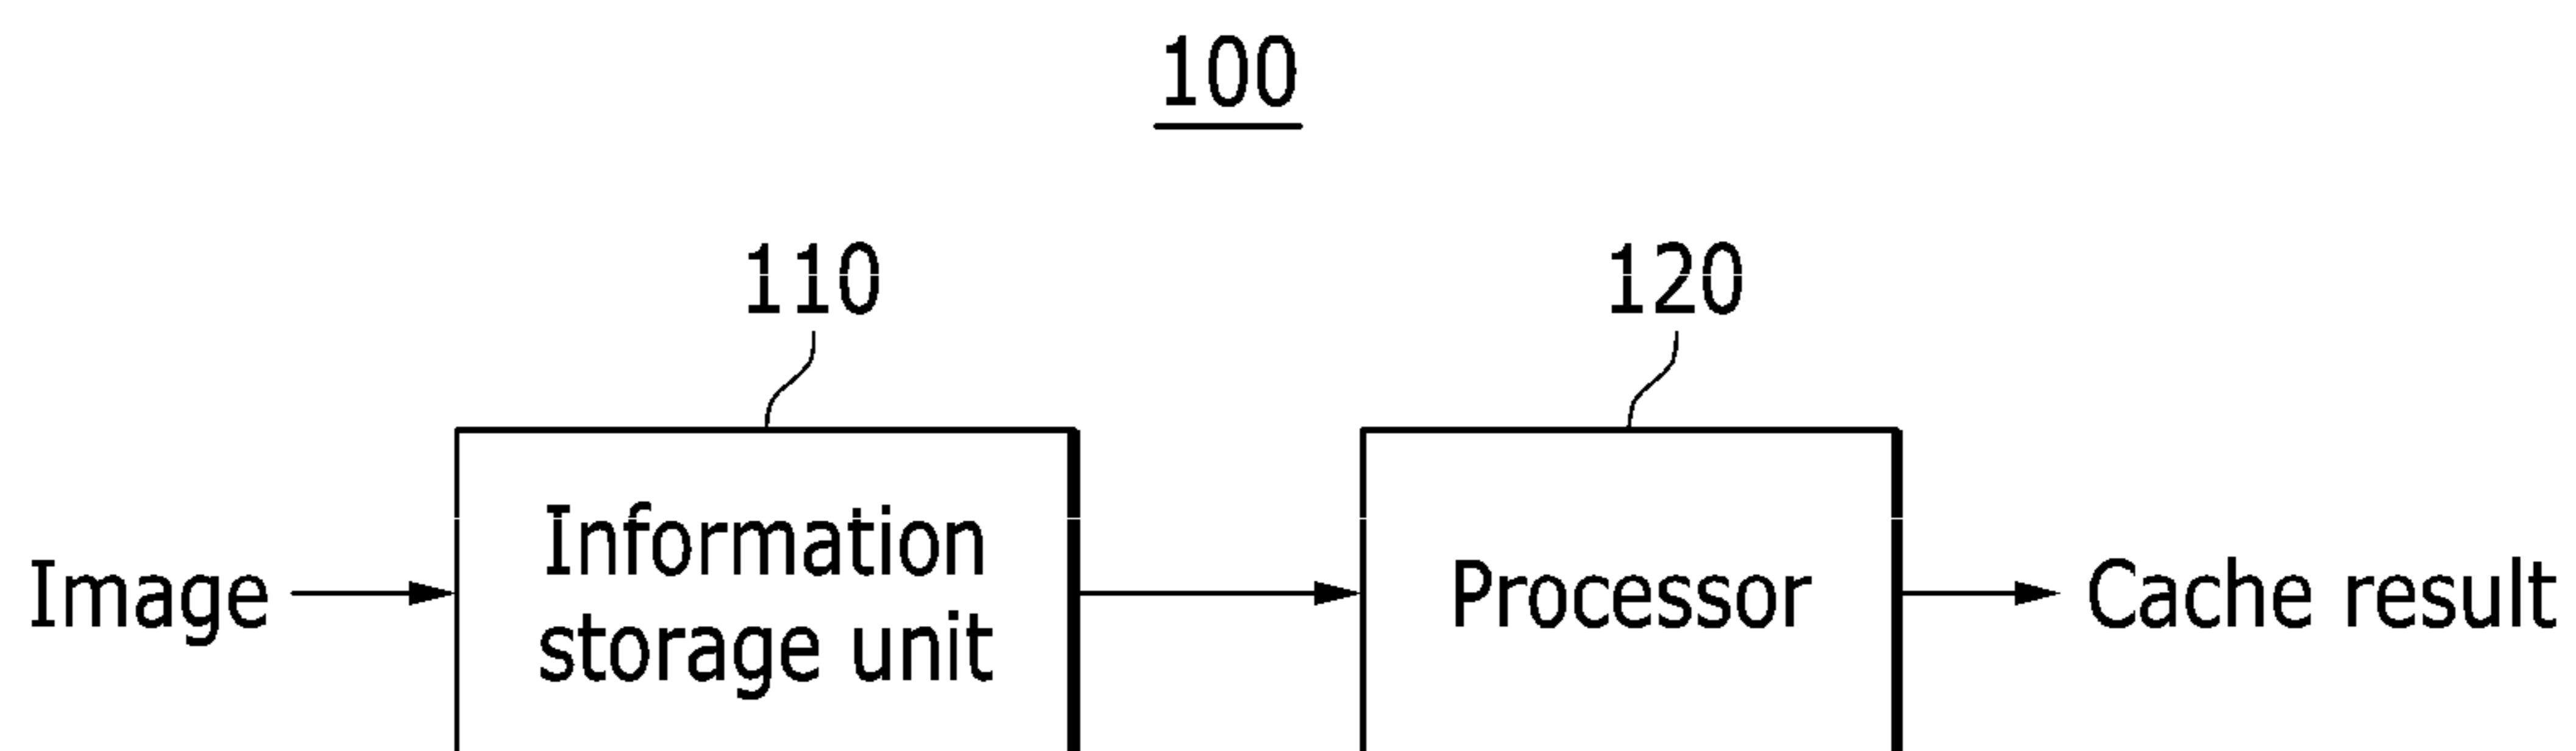 100
110
120
Image
Information
storage unit
Processor
Cache result